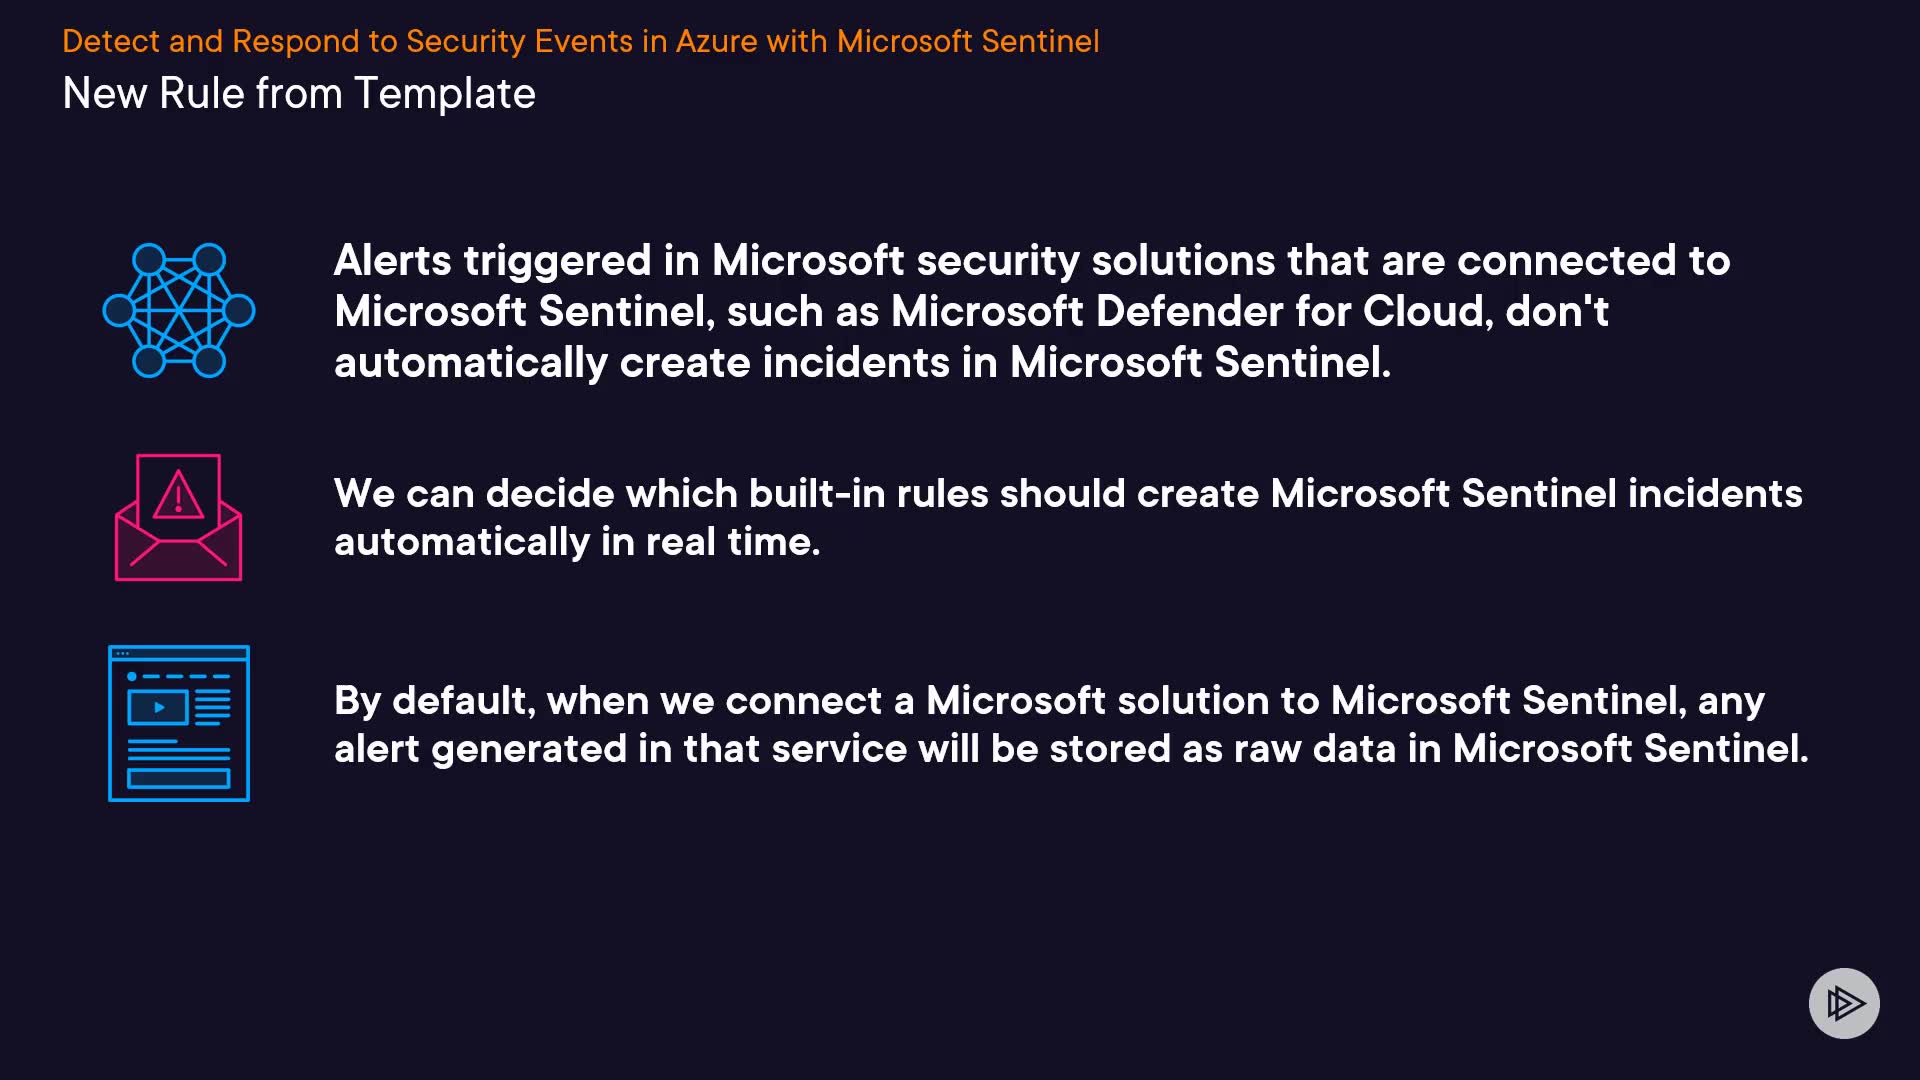 Detect and Respond to Security Events in Azure with Microsoft Sentinel
New Rule from Template
Alerts triggered in Microsoft security solutions that are connected to
Microsoft Sentinel, such as Microsoft Defender for Cloud, don't
automatically create incidents in Microsoft Sentinel.
We can decide which built-in rules should create Microsoft Sentinel incidents
automatically in real time.
By default, when we connect a Microsoft solution to Microsoft Sentinel, any
alert generated in that service will be stored as raw data in Microsoft Sentinel.